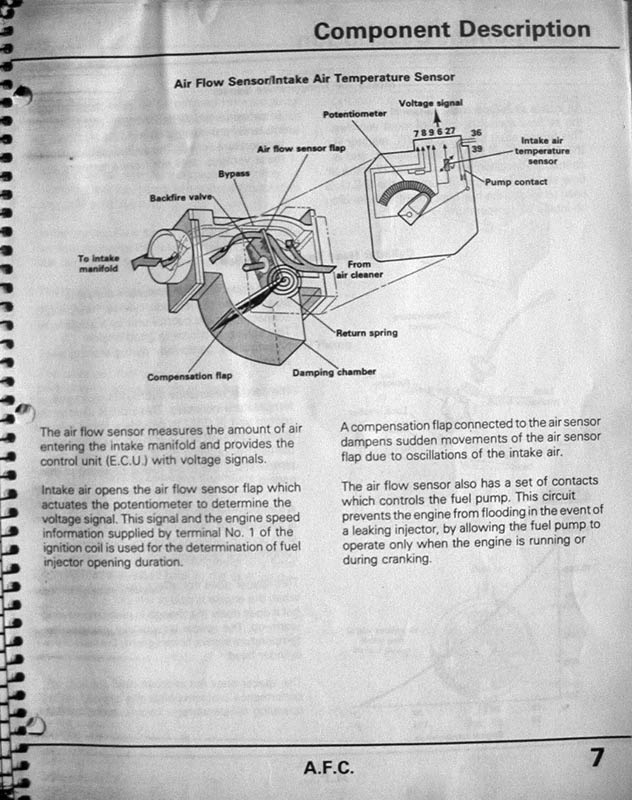 Component Description
Air Flow Sensor/Intake Air Temperature Sensor
Voltage signal
Potentiometer
7 8 9 6 27 36
39
Air flow sensor flap
Intake air
temperature
sensor
Bypass
Pump contact
Backfire valve
To intake
manifold
From
air cleaner
Return spring
Compensation flap
Damping chamber
The air flow sensor measures the amount of air
entering the intake manifold and provides the
control unit (E.C.U.) with voltage signals.
Intake air opens the air flow sensor flap which
actuates the potentiometer to determine the
voltage signal. This signal and the engine speed
information supplied by terminal No. 1 of the
ignition coil is used for the determination of fuel
injector opening duration.
A compensation flap connected to the air sensor
dampens sudden movements of the air sensor
flap due to oscillations of the intake air.
The air flow sensor also has a set of contacts
which controls the fuel pump. This circuit
prevents the engine from flooding in the event of
a leaking injector, by allowing the fuel pump to
operate only when the engine is running or
during cranking.
A.F.C.
7